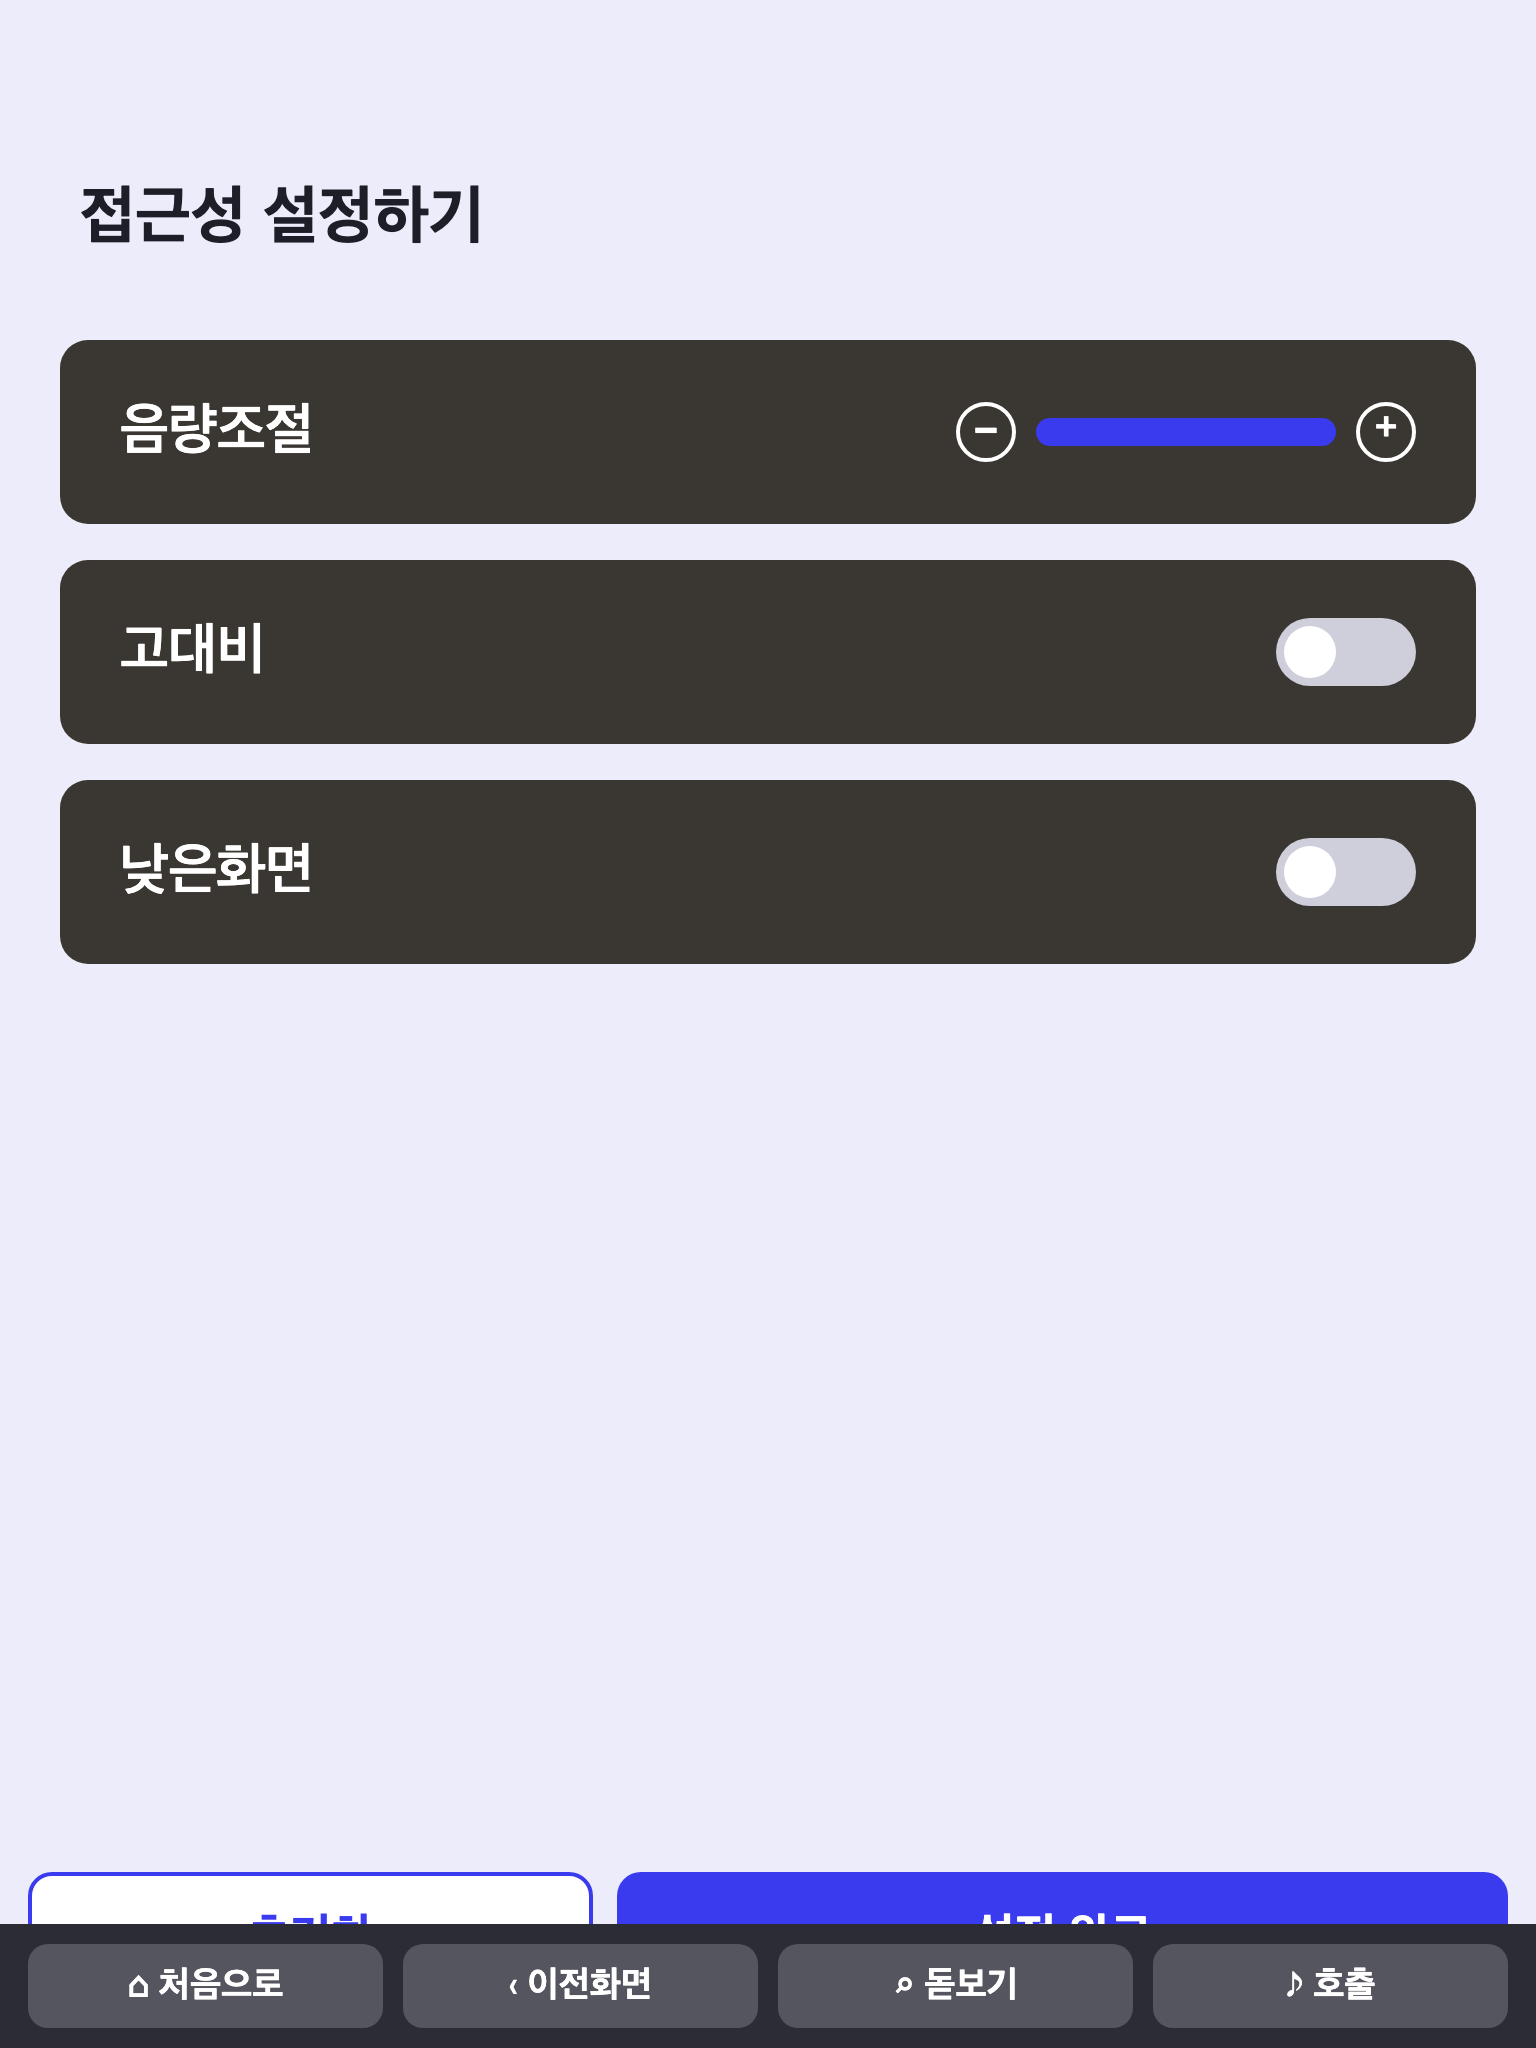 접근성 설정하기
음량조절
고대비
낮은화면
⌂ 처음으로
‹ 이전화면
⌕ 돋보기
♪ 호출